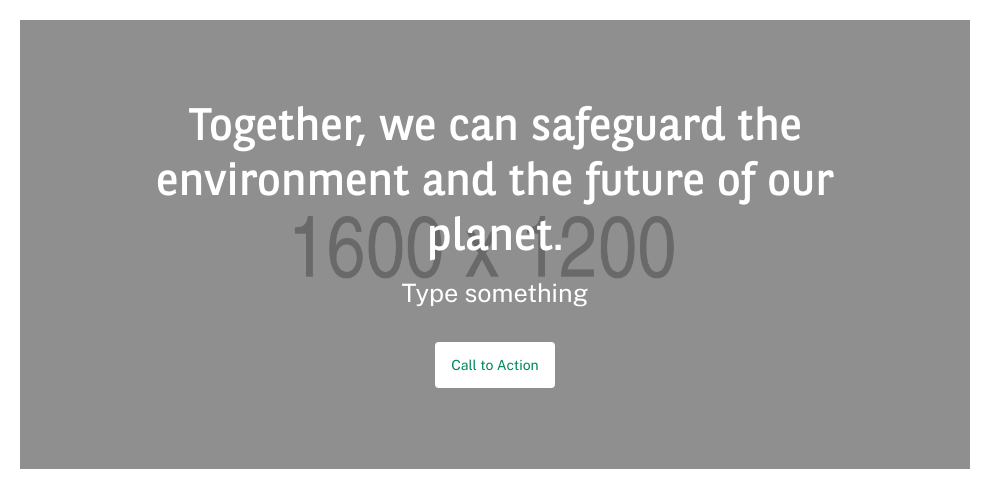 Together, we can safeguard the
environment and the future of our
planet.
1600 x 1200
Type something
Call to Action